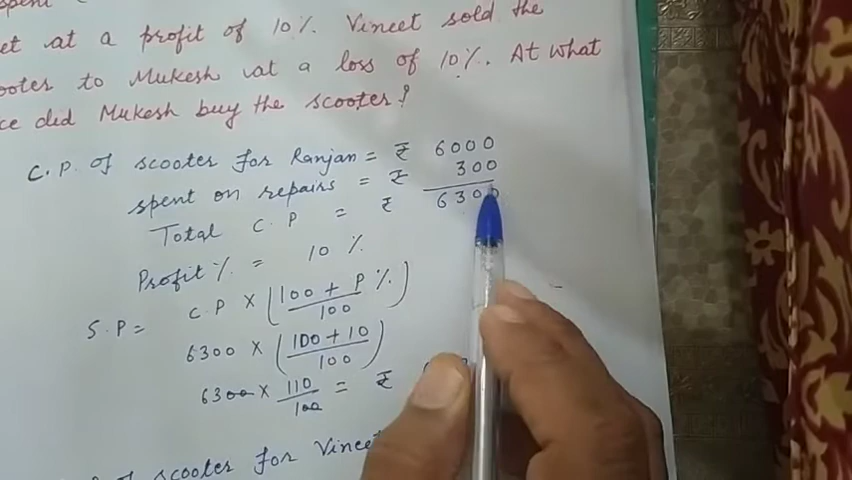 spent
et at a profit of 10%. Vineet sold the
ooter to Mukesh at a loss of 10%. At what
ce did Mukesh buy the scooter?
C.P. of scooter for Ranjan = ₹ 6000
spent on repairs = ₹ 300
Total C.P = ₹ 6300
Profit % = 10 %
S.P = C.P × (100 + P % / 100)
6300 × (100 + 10 / 100)
6300 × 110 / 100 = ₹
of scooter for Vineet